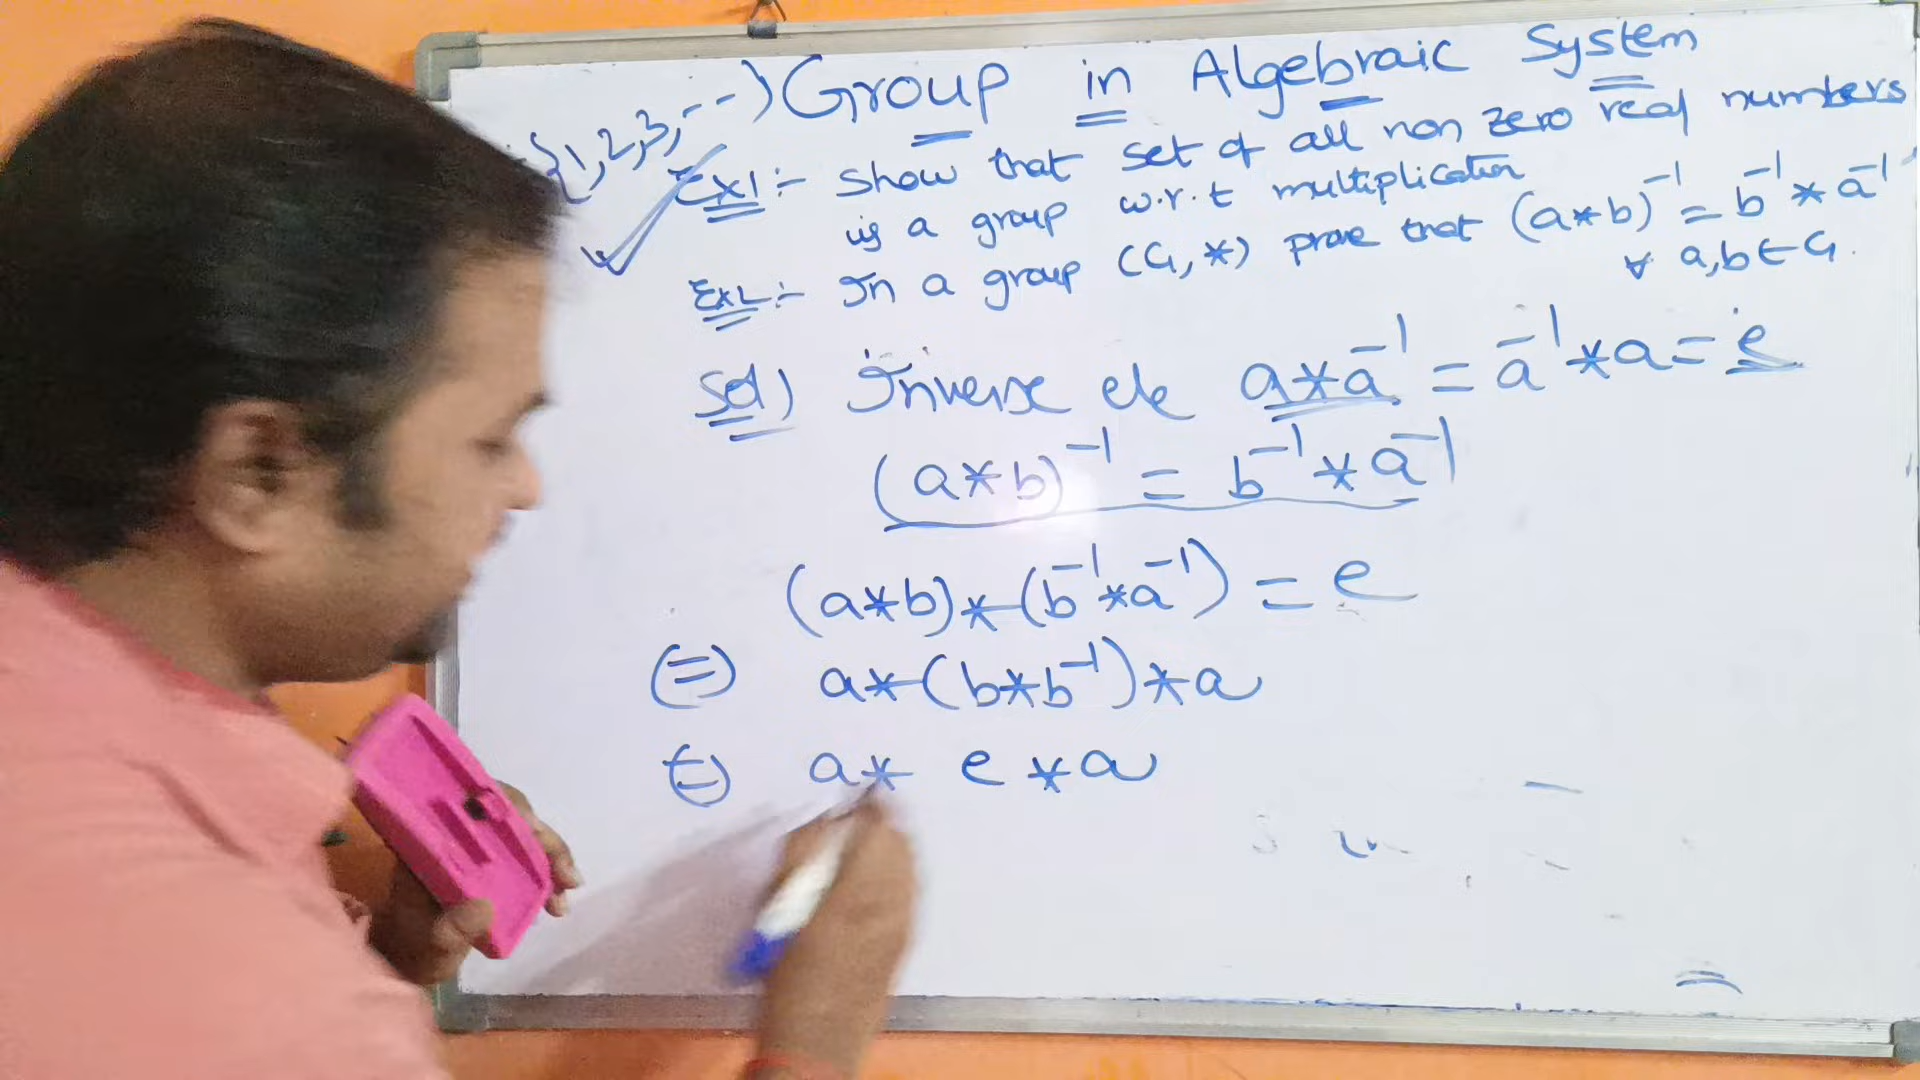 Group in Algebraic System
{1,2,3,--}
Ex1:- show that set of all non zero real numbers
is a group w.r.t multiplication
Ex2:- In a group (G,*) prove that (a*b)⁻¹ = b⁻¹ * a⁻¹
∀ a,b ∈ G.
Sol) Inverse ele a*a⁻¹ = a⁻¹*a = e
(a*b)⁻¹ = b⁻¹ * a⁻¹
(a*b)*(b⁻¹*a⁻¹) = e
(=) a*(b*b⁻¹)*a
(=) a* e *a